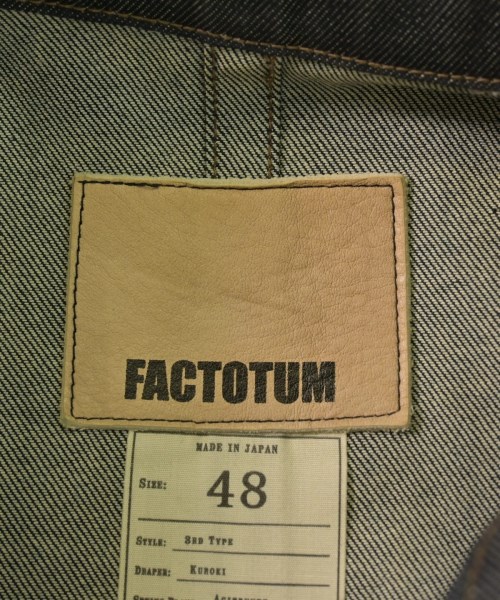 FACTOTUM
MADE IN JAPAN
SIZE: 48
STYLE: 3RD TYPE
DRAPER: KUROKI